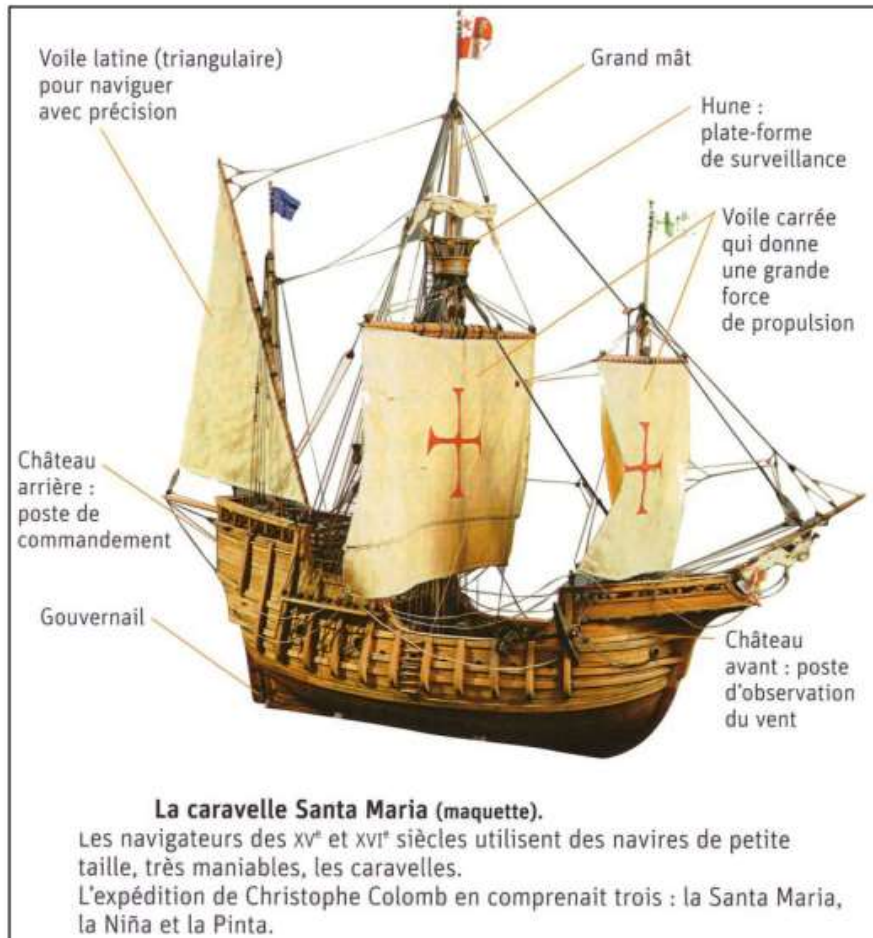 Voile latine (triangulaire)
pour naviguer
avec précision
Grand mât
Hune :
plate-forme
de surveillance
Voile carrée
qui donne
une grande
force
de propulsion
Château
arrière :
poste de
commandement
Gouvernail
Château
avant : poste
d'observation
du vent
La caravelle Santa Maria (maquette).
Les navigateurs des XVe et XVIe siècles utilisent des navires de petite
taille, très maniables, les caravelles.
L'expédition de Christophe Colomb en comprenait trois : la Santa Maria,
la Niña et la Pinta.